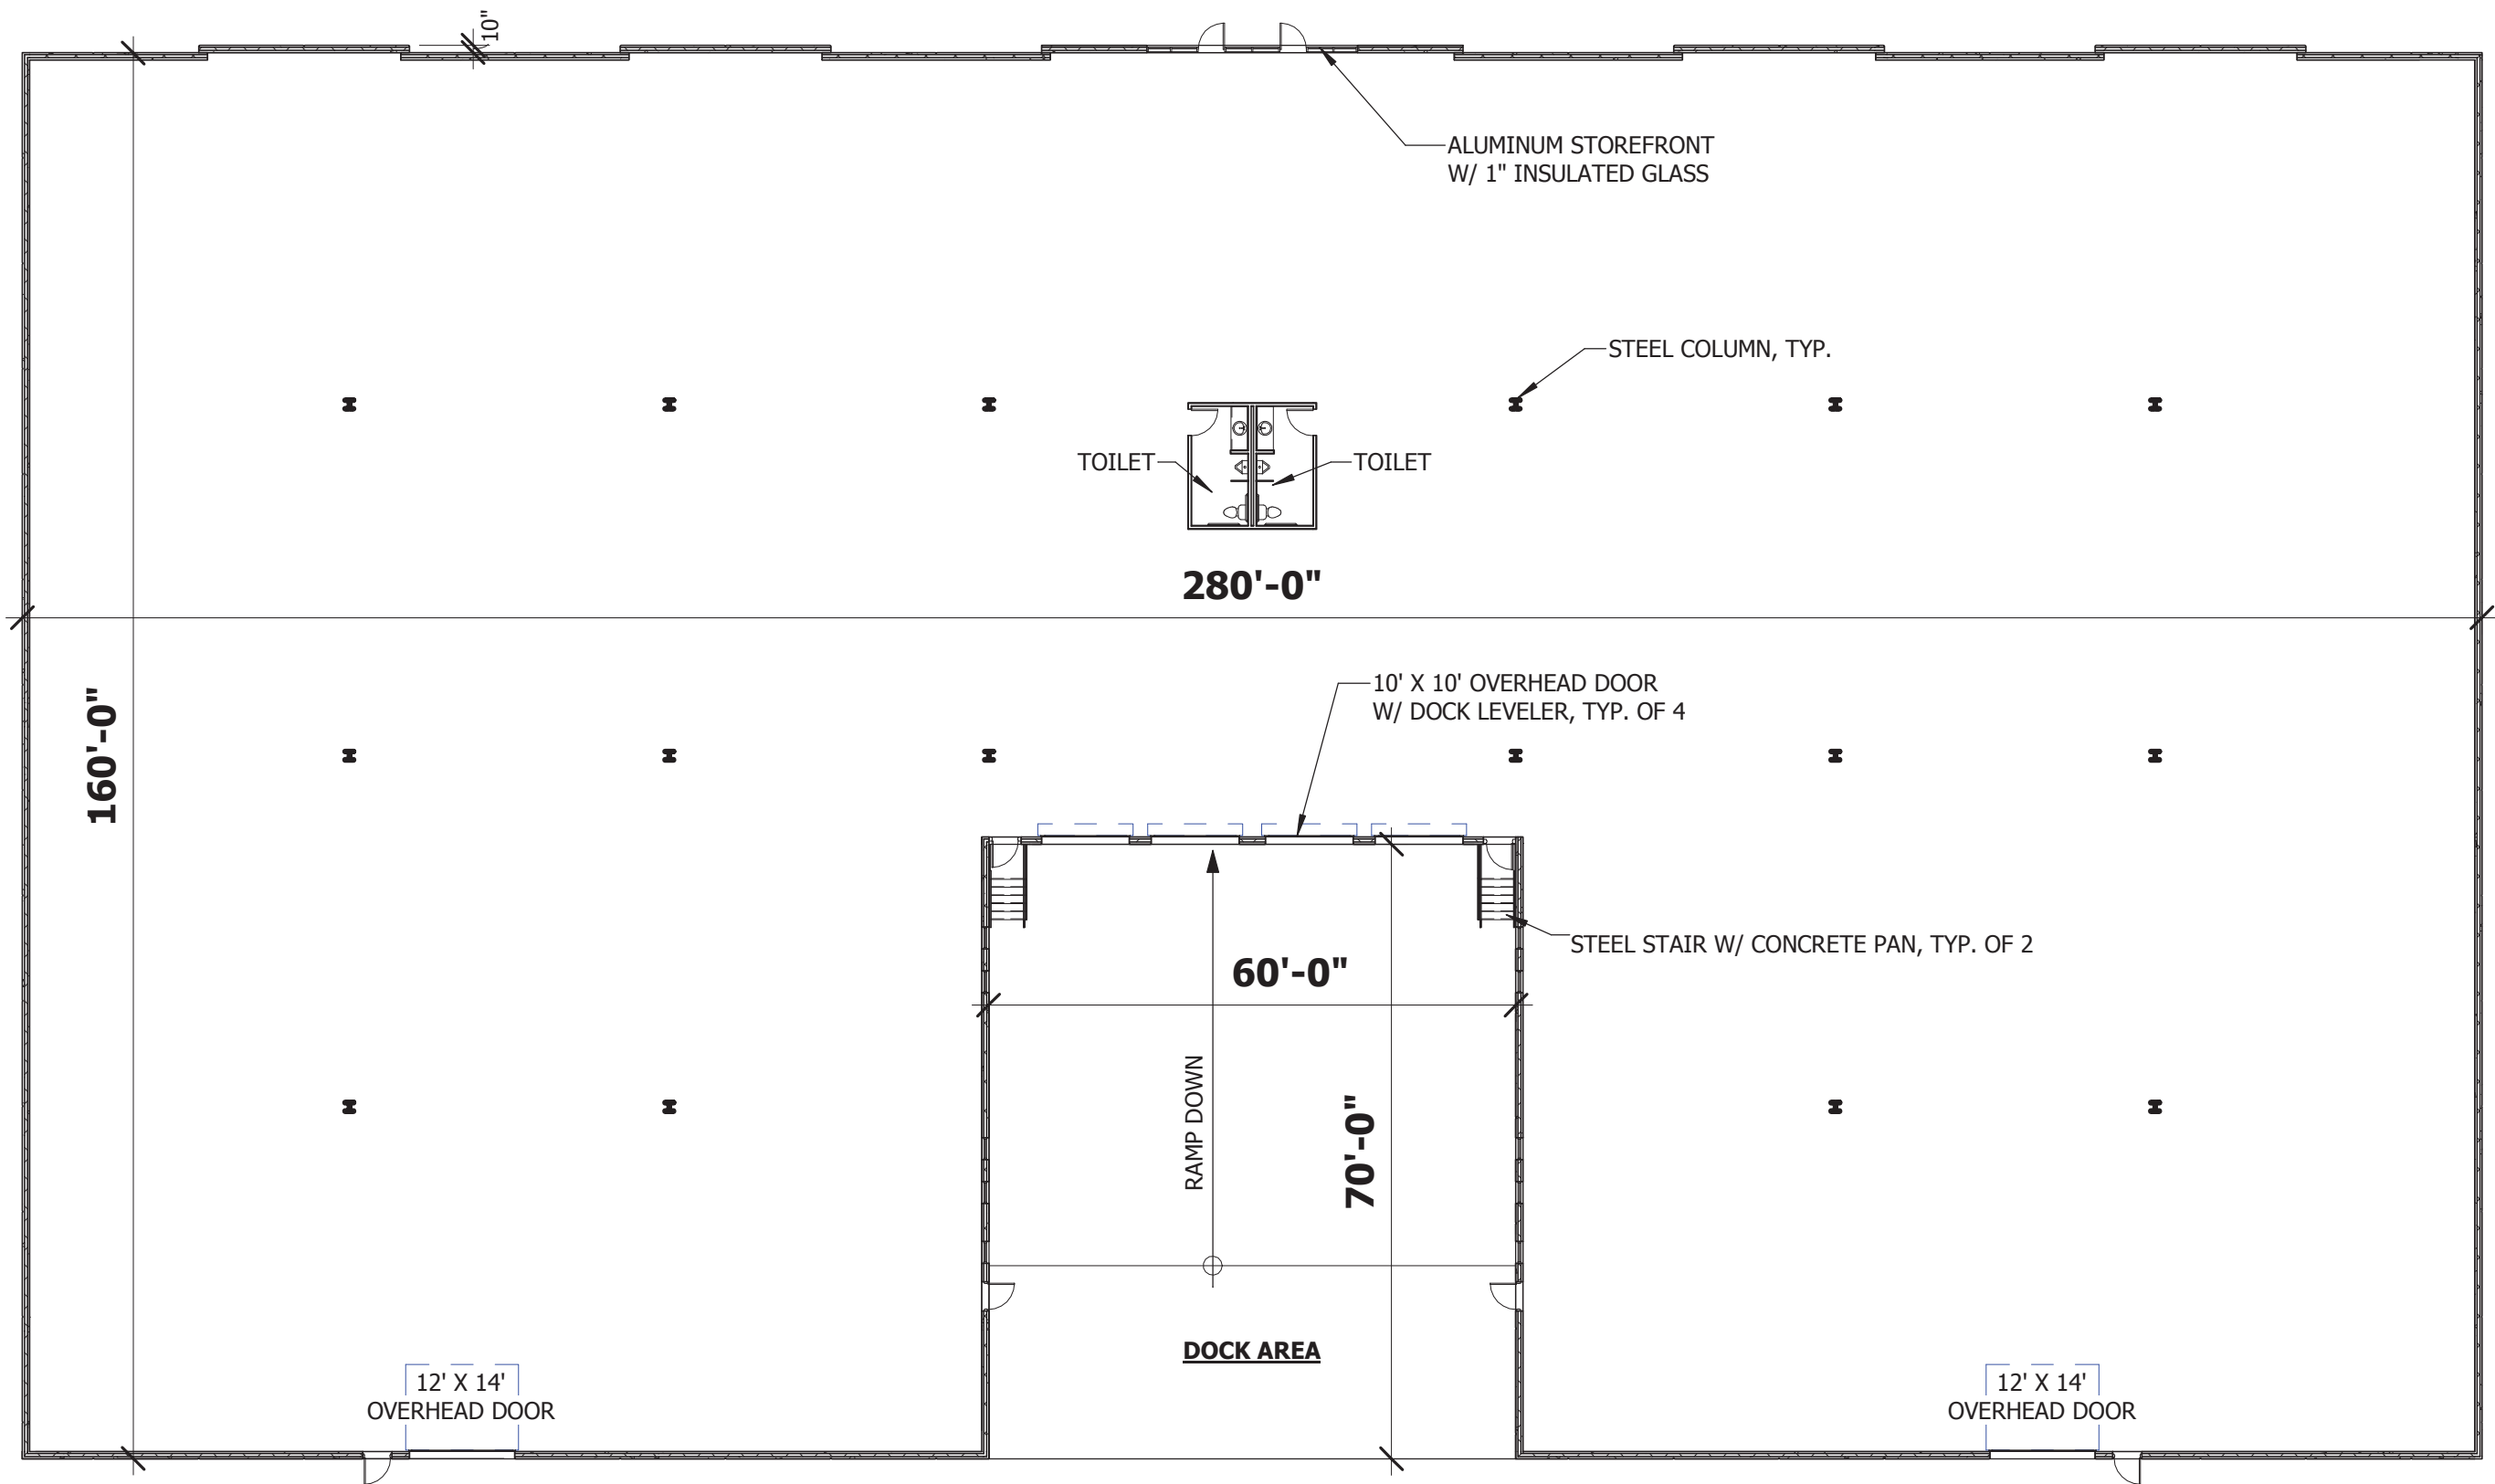 10"
ALUMINUM STOREFRONT
W/ 1" INSULATED GLASS
STEEL COLUMN, TYP.
TOILET
TOILET
280'-0"
160'-0"
10' X 10' OVERHEAD DOOR
W/ DOCK LEVELER, TYP. OF 4
STEEL STAIR W/ CONCRETE PAN, TYP. OF 2
60'-0"
RAMP DOWN
70'-0"
DOCK AREA
12' X 14'
OVERHEAD DOOR
12' X 14'
OVERHEAD DOOR